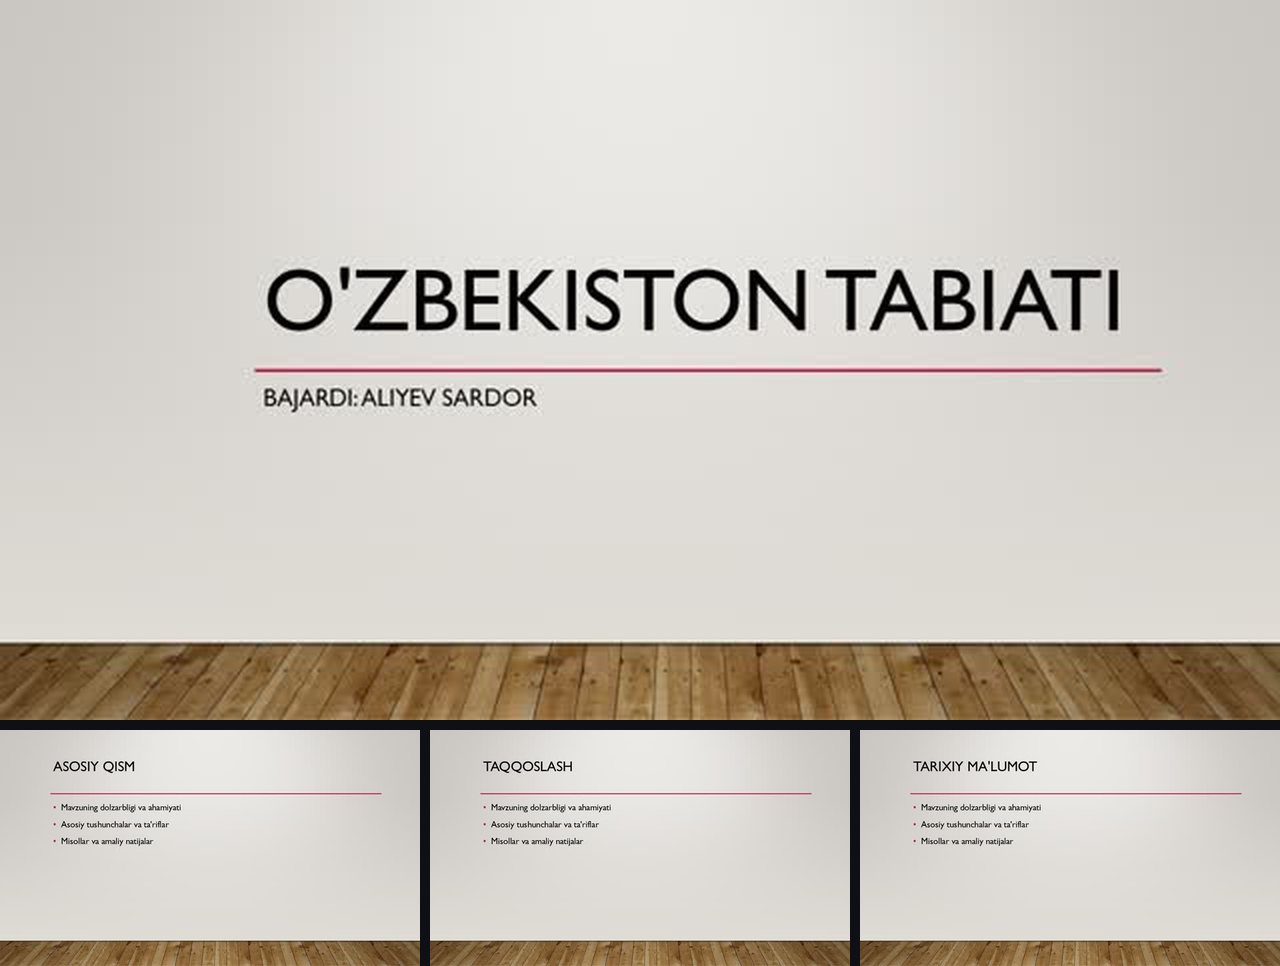 O'ZBEKISTON TABIATI
BAJARDI: ALIYEV SARDOR
ASOSIY QISM
• Mavzuning dolzarbligi va ahamiyati
• Asosiy tushunchalar va ta'riflar
• Misollar va amaliy natijalar
TAQQOSLASH
• Mavzuning dolzarbligi va ahamiyati
• Asosiy tushunchalar va ta'riflar
• Misollar va amaliy natijalar
TARIXIY MA'LUMOT
• Mavzuning dolzarbligi va ahamiyati
• Asosiy tushunchalar va ta'riflar
• Misollar va amaliy natijalar